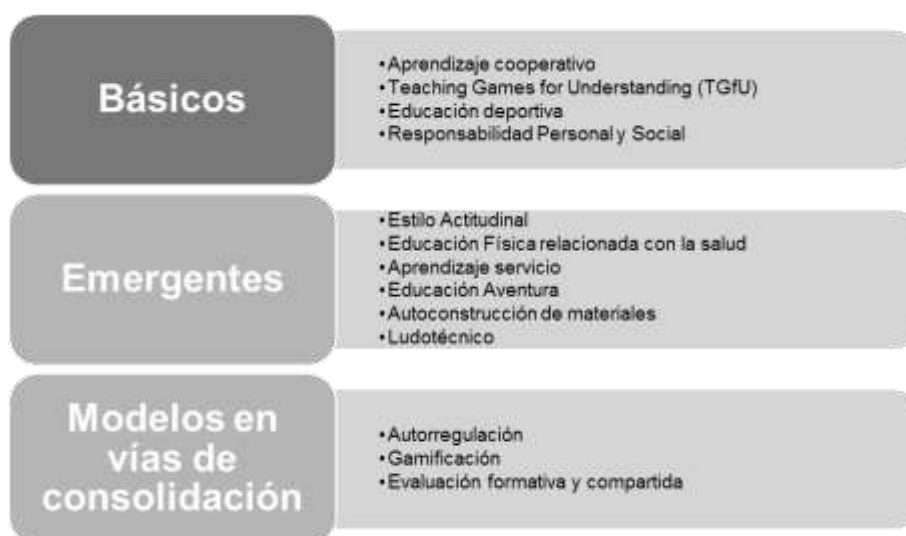 Básicos
•Aprendizaje cooperativo
•Teaching Games for Understanding (TGfU)
•Educación deportiva
•Responsabilidad Personal y Social
Emergentes
•Estilo Actitudinal
•Educación Física relacionada con la salud
•Aprendizaje servicio
•Educación Aventura
•Autoconstrucción de materiales
•Ludotécnico
Modelos en
vías de
consolidación
•Autorregulación
•Gamificación
•Evaluación formativa y compartida